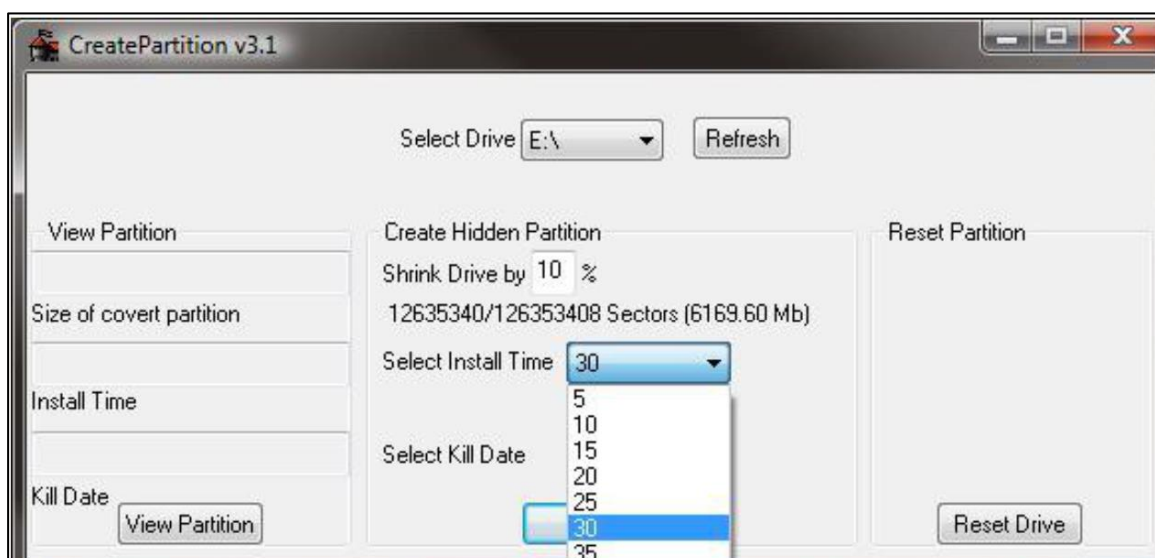 CreatePartition v3.1
Select Drive E:\ Refresh
View Partition
Size of covert partition
Install Time
Kill Date
View Partition
Create Hidden Partition
Shrink Drive by 10 %
12635340/126353408 Sectors (6169.60 Mb)
Select Install Time 30
5
10
15
20
25
30
35
Select Kill Date
Reset Partition
Reset Drive